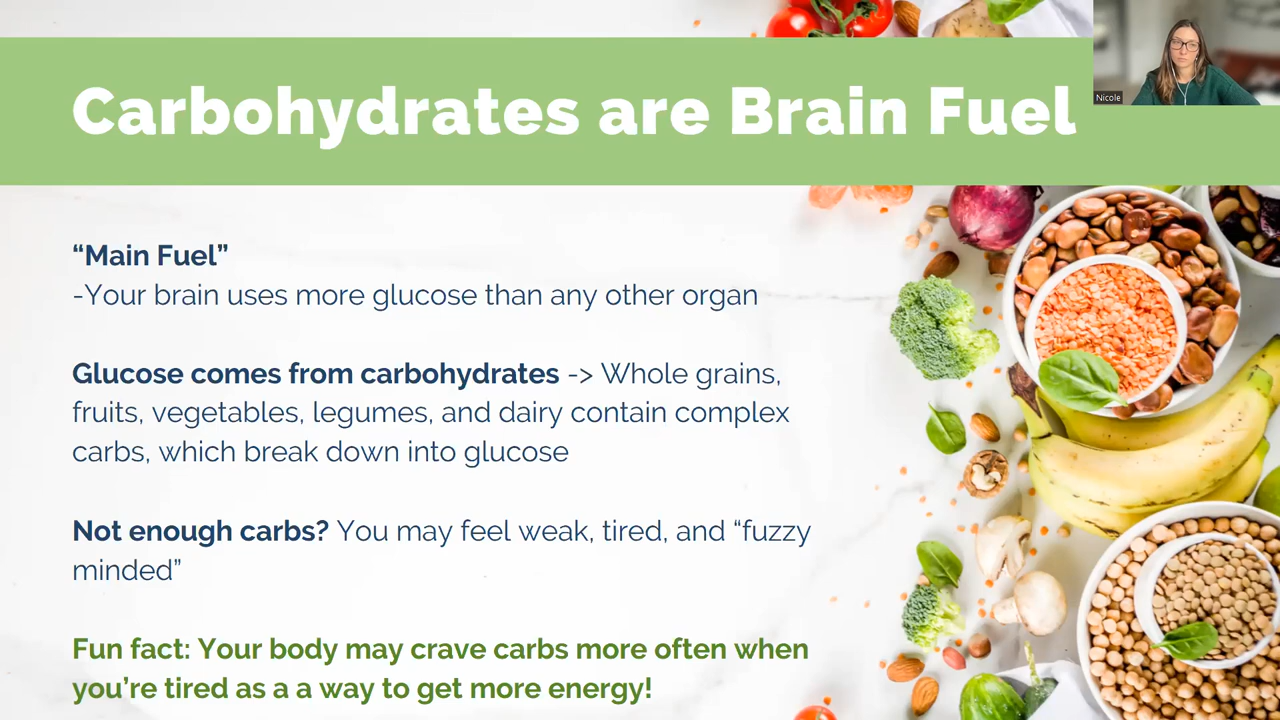 Carbohydrates are Brain Fuel
Nicole
“Main Fuel”
-Your brain uses more glucose than any other organ
Glucose comes from carbohydrates -> Whole grains,
fruits, vegetables, legumes, and dairy contain complex
carbs, which break down into glucose
Not enough carbs? You may feel weak, tired, and “fuzzy
minded”
Fun fact: Your body may crave carbs more often when
you’re tired as a a way to get more energy!